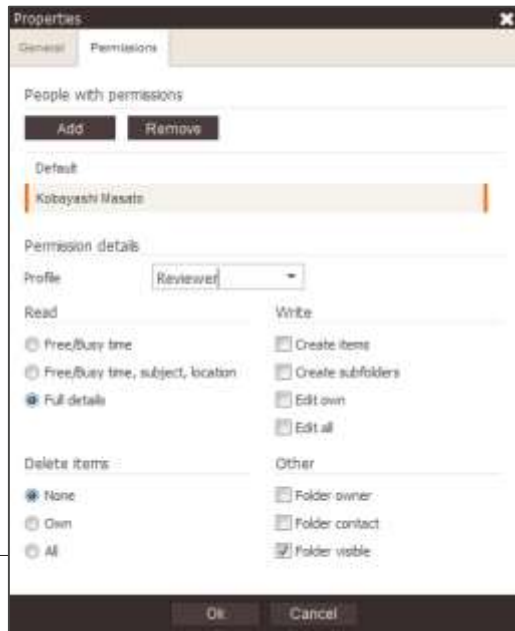 Properties
General Permissions
People with permissions
Add Remove
Default
Kobayashi Masato
Permission details
Profile Reviewer
Read Write
Free/Busy time Create items
Free/Busy time, subject, location Create subfolders
Full details Edit own
Edit all
Delete items Other
None Folder owner
Own Folder contact
All Folder visible
Ok Cancel